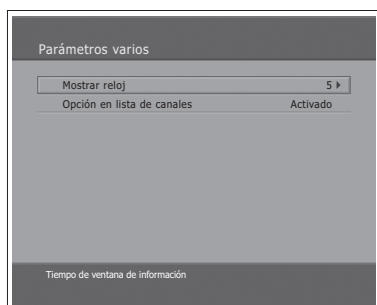 Parámetros varios
Mostrar reloj 5
Opción en lista de canales Activado
Tiempo de ventana de información